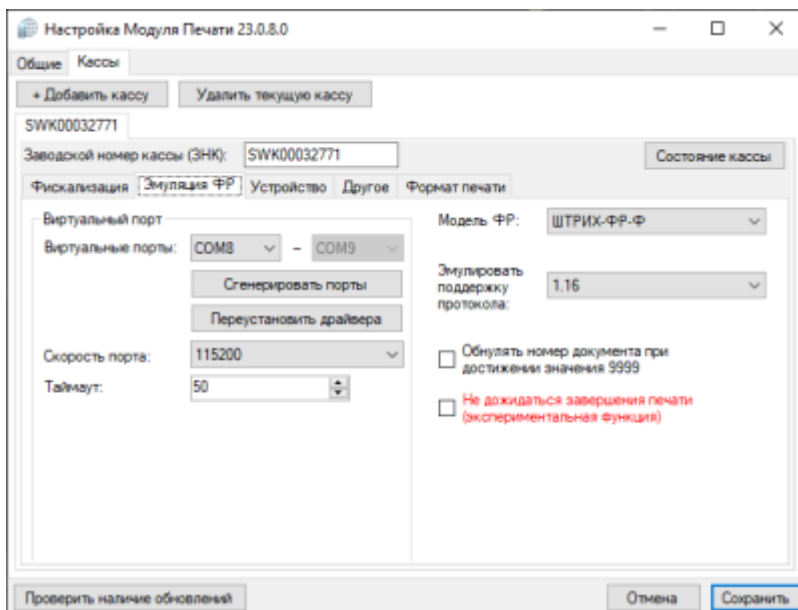 Настройка Модуля Печати 23.0.8.0
Общие Кассы
+ Добавить кассу Удалить текущую кассу
SWK00032771
Заводской номер кассы (ЗНК): SWK00032771 Состояние кассы
Фискализация Эмуляция ФР Устройство Другое Формат печати
Виртуальный порт
Виртуальные порты: COM8 – COM9
Сгенерировать порты
Переустановить драйвера
Скорость порта: 115200
Таймаут: 50
Модель ФР: ШТРИХ-ФР-Ф
Эмулировать
поддержку
протокола:
1.16
Обнулять номер документа при
достижении значения 9999
Не дожидаться завершения печати
(экспериментальная функция)
Проверить наличие обновлений Отмена Сохранить